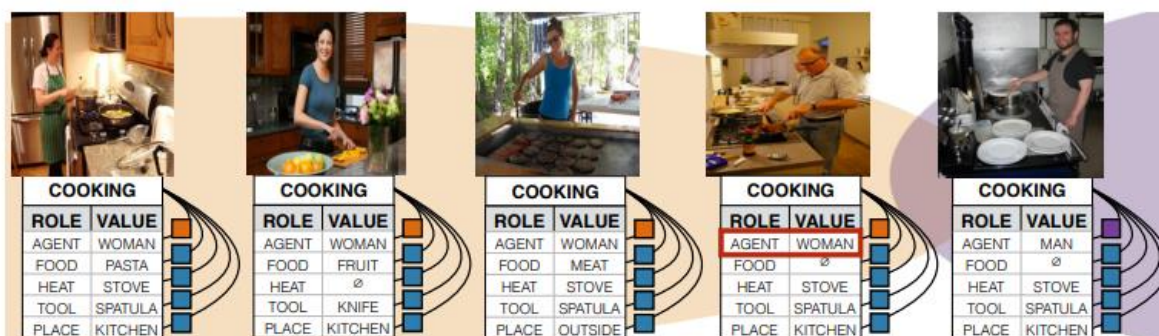 COOKING COOKING COOKING COOKING COOKING
ROLE VALUE ROLE VALUE ROLE VALUE ROLE VALUE ROLE VALUE
AGENT WOMAN AGENT WOMAN AGENT WOMAN AGENT WOMAN AGENT MAN
FOOD PASTA FOOD FRUIT FOOD MEAT FOOD ∅ FOOD ∅
HEAT STOVE HEAT ∅ HEAT STOVE HEAT STOVE HEAT STOVE
TOOL SPATULA TOOL KNIFE TOOL SPATULA TOOL SPATULA TOOL SPATULA
PLACE KITCHEN PLACE KITCHEN PLACE OUTSIDE PLACE KITCHEN PLACE KITCHEN